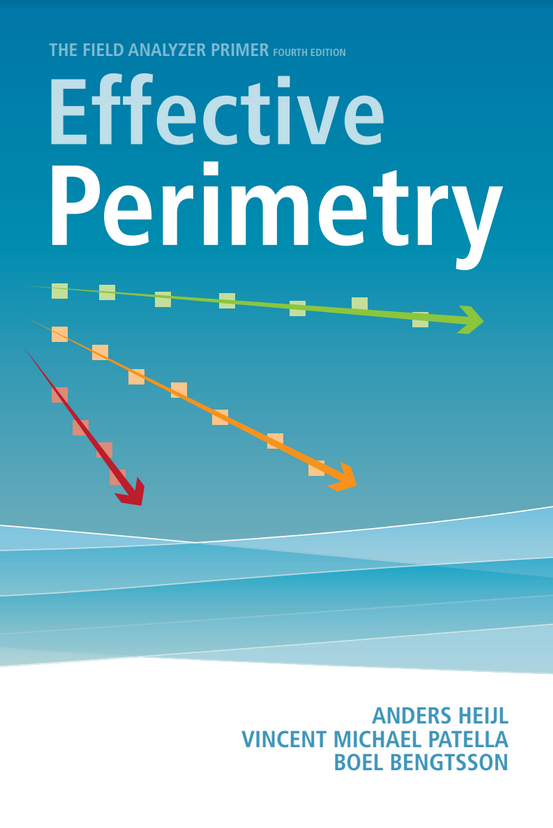 THE FIELD ANALYZER PRIMER FOURTH EDITION
Effective
Perimetry
ANDERS HEIJL
VINCENT MICHAEL PATELLA
BOEL BENGTSSON